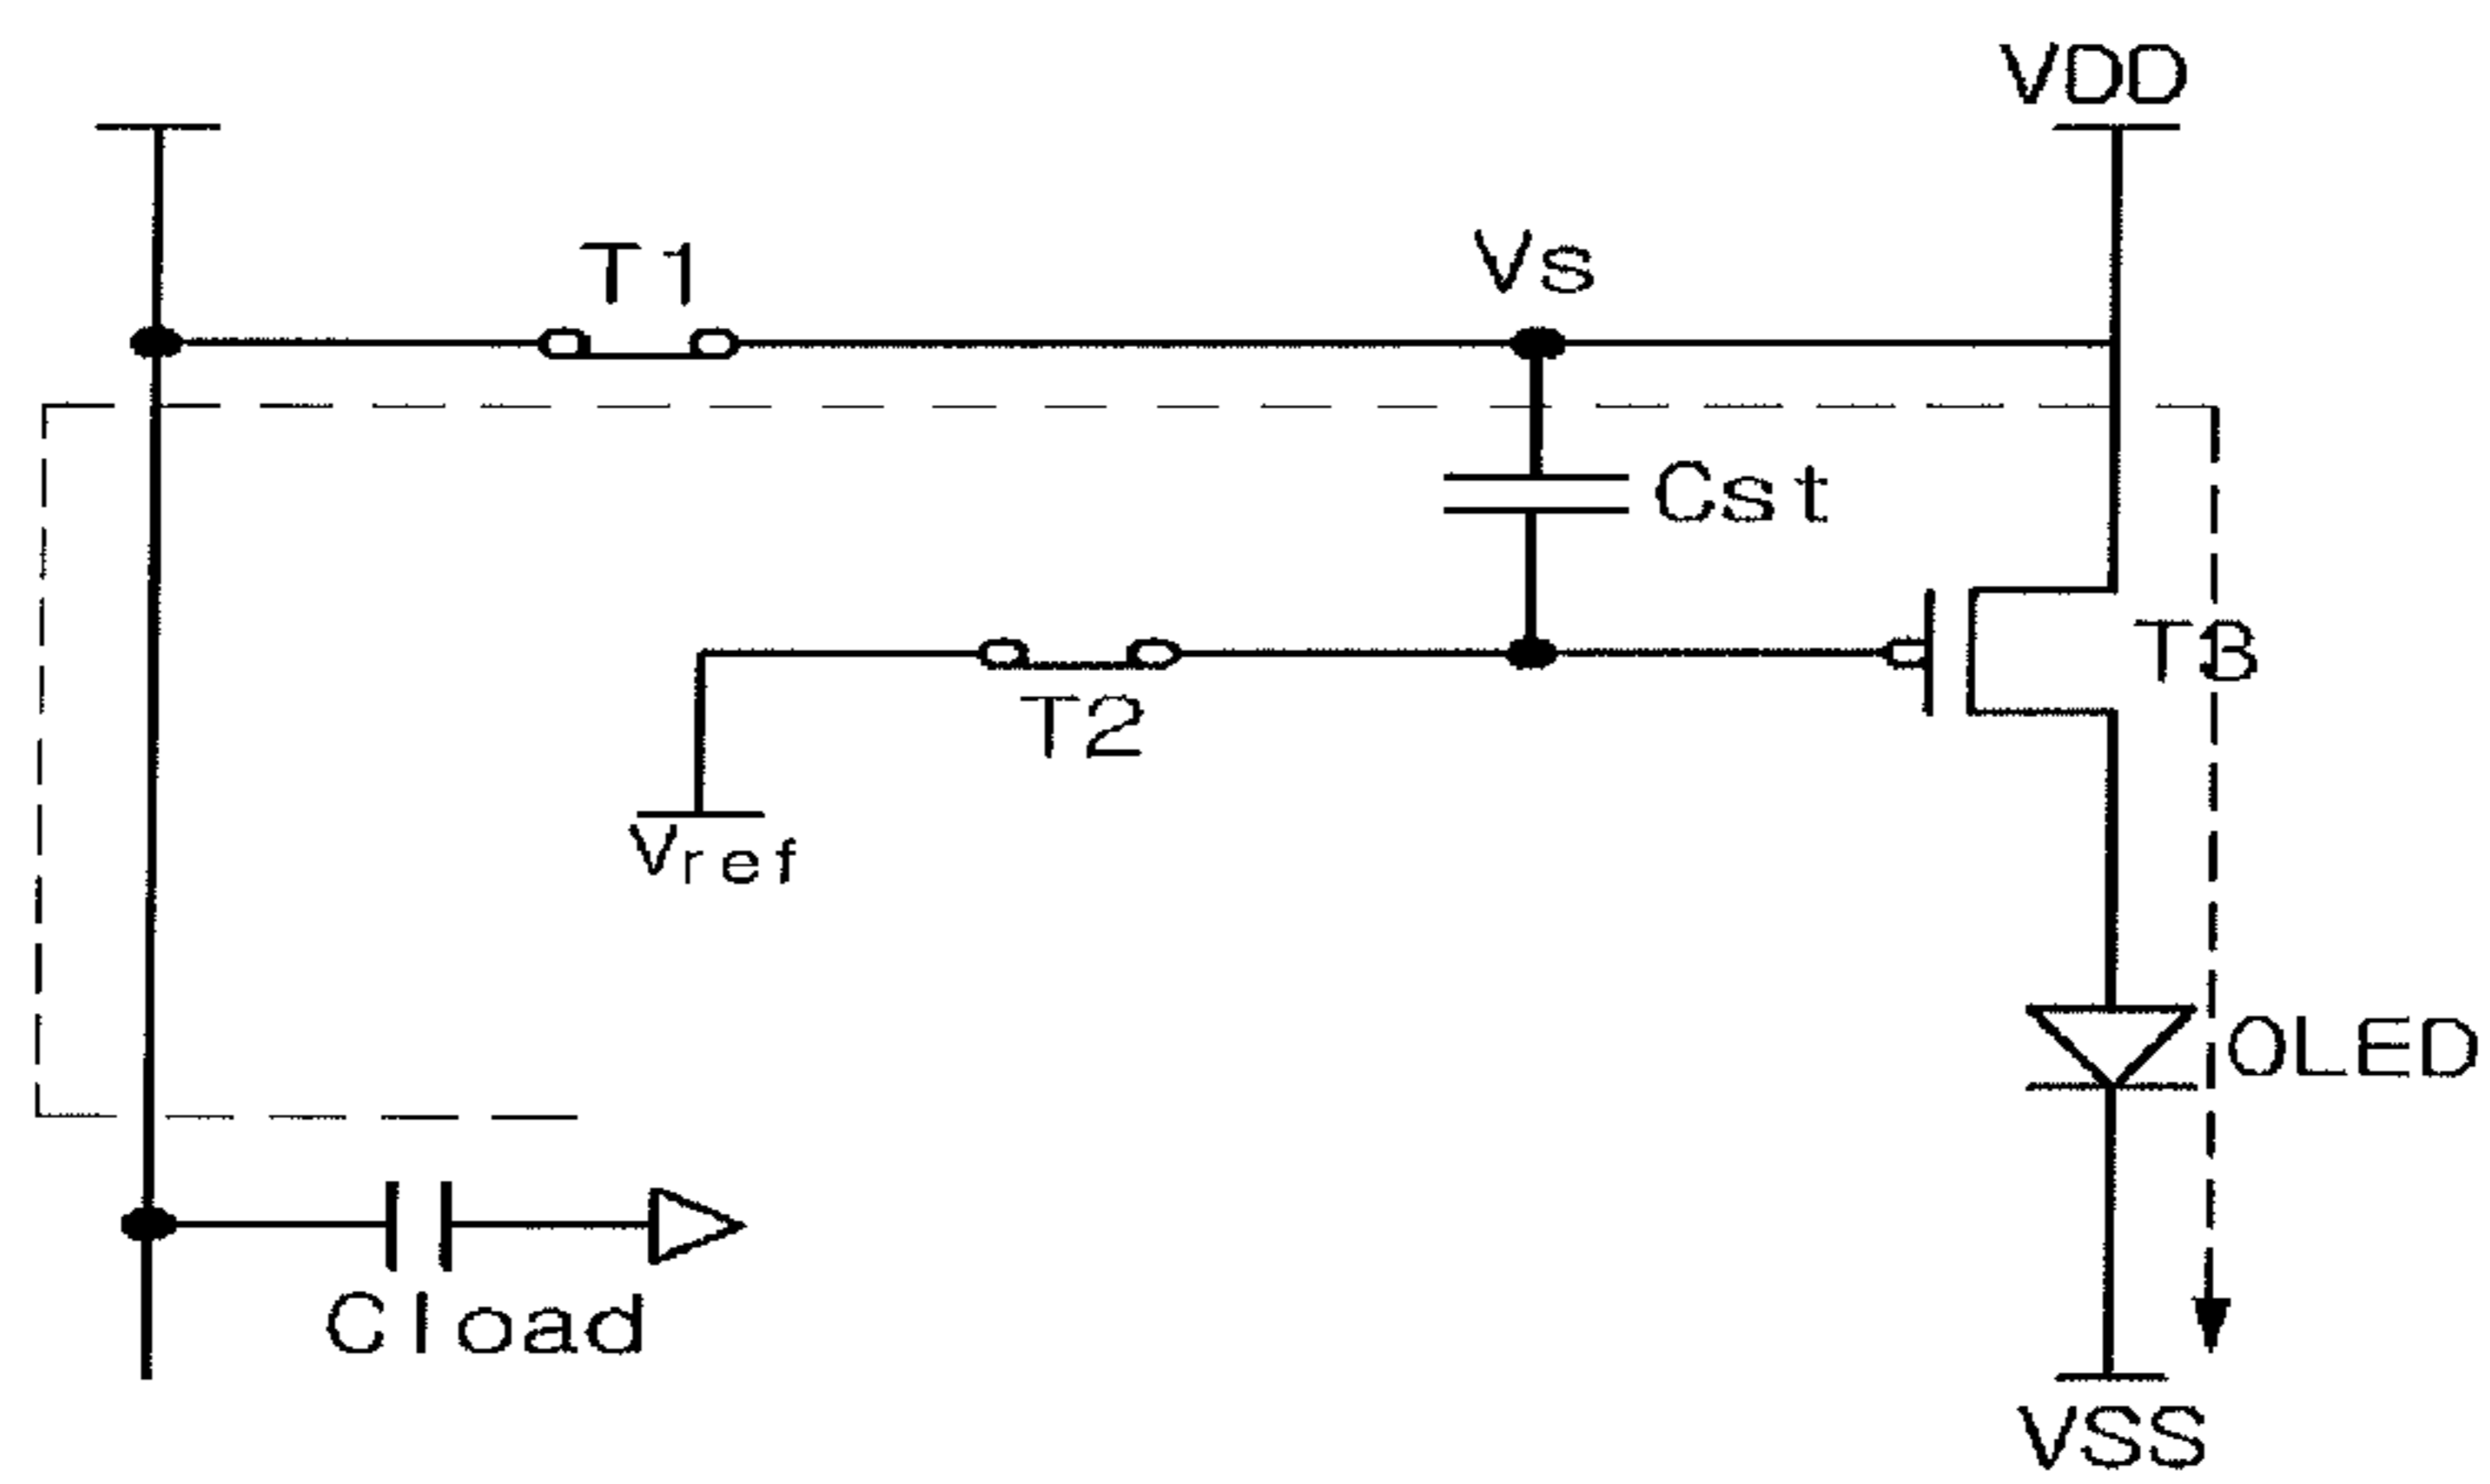 VDD
T1
Vs
Cst
T3
T2
Vref
OLED
Cload
VSS